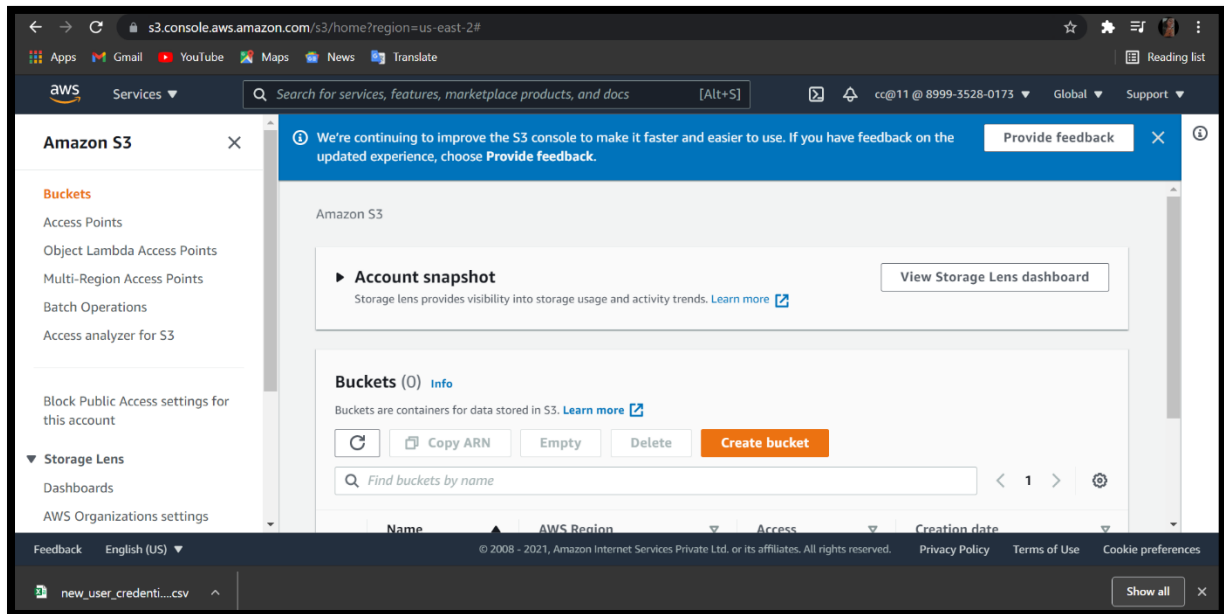 s3.console.aws.amazon.com/s3/home?region=us-east-2#
Apps Gmail YouTube Maps News Translate Reading list
aws Services ▼ Search for services, features, marketplace products, and docs [Alt+S] cc@11 @ 8999-3528-0173 ▼ Global ▼ Support ▼
Amazon S3
We're continuing to improve the S3 console to make it faster and easier to use. If you have feedback on the
updated experience, choose Provide feedback.
Provide feedback
Buckets
Access Points
Object Lambda Access Points
Multi-Region Access Points
Batch Operations
Access analyzer for S3
Block Public Access settings for
this account
Storage Lens
Dashboards
AWS Organizations settings
Amazon S3
Account snapshot
Storage lens provides visibility into storage usage and activity trends. Learn more
View Storage Lens dashboard
Buckets (0) Info
Buckets are containers for data stored in S3. Learn more
Copy ARN Empty Delete Create bucket
Find buckets by name 1
Name AWS Region Access Creation date
Feedback English (US) ▼ © 2008 - 2021, Amazon Internet Services Private Ltd. or its affiliates. All rights reserved. Privacy Policy Terms of Use Cookie preferences
new_user_credenti....csv Show all